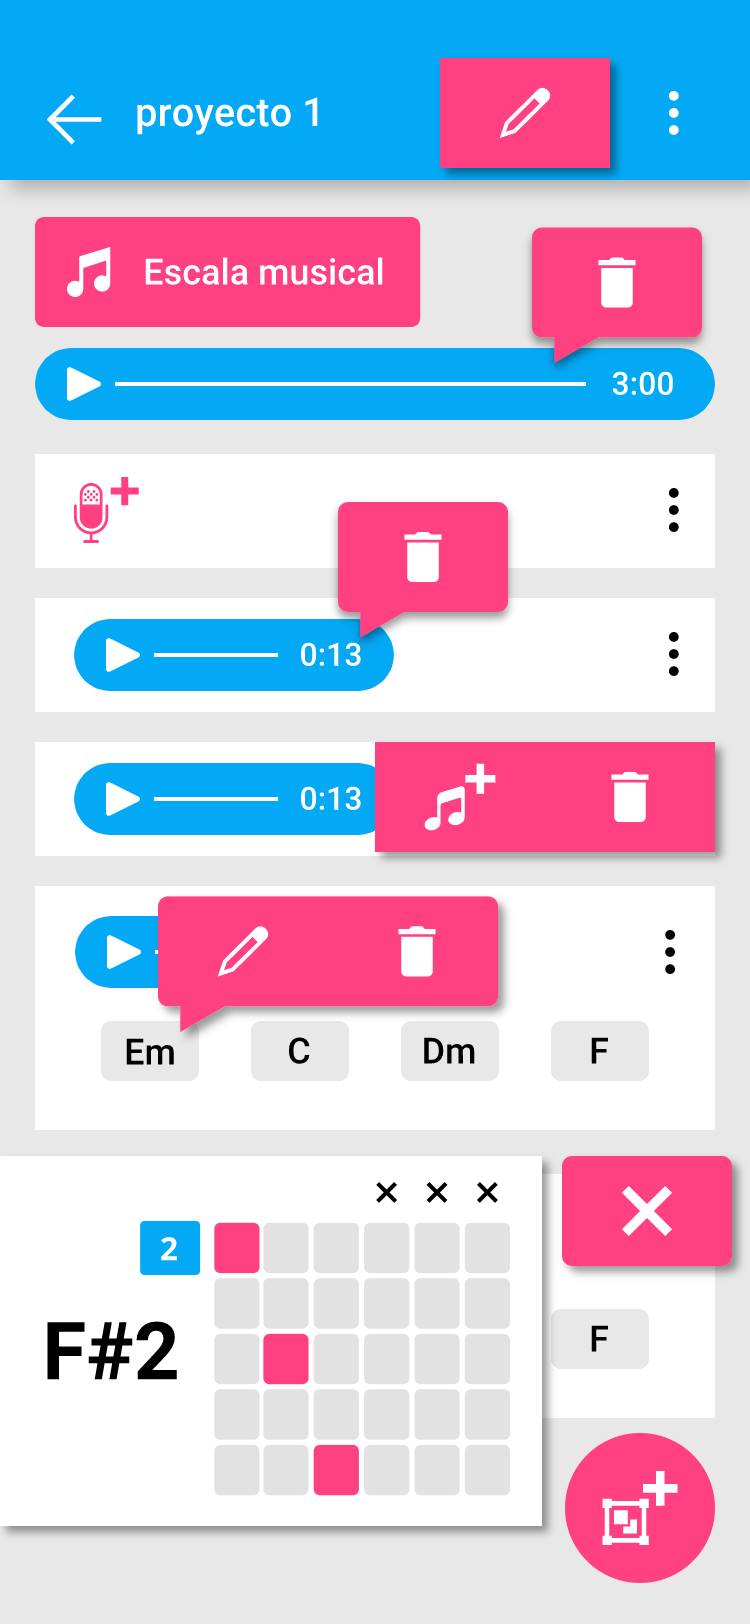 proyecto 1
Escala musical
3:00
0:13
0:13
Em C Dm F
× × ×
2
F#2
F